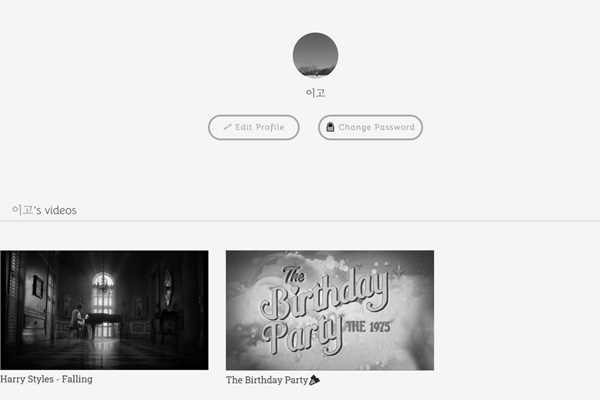 이고
Edit Profile
Change Password
이고's videos
The
Birthday
Party THE 1975
Harry Styles - Falling
The Birthday Party